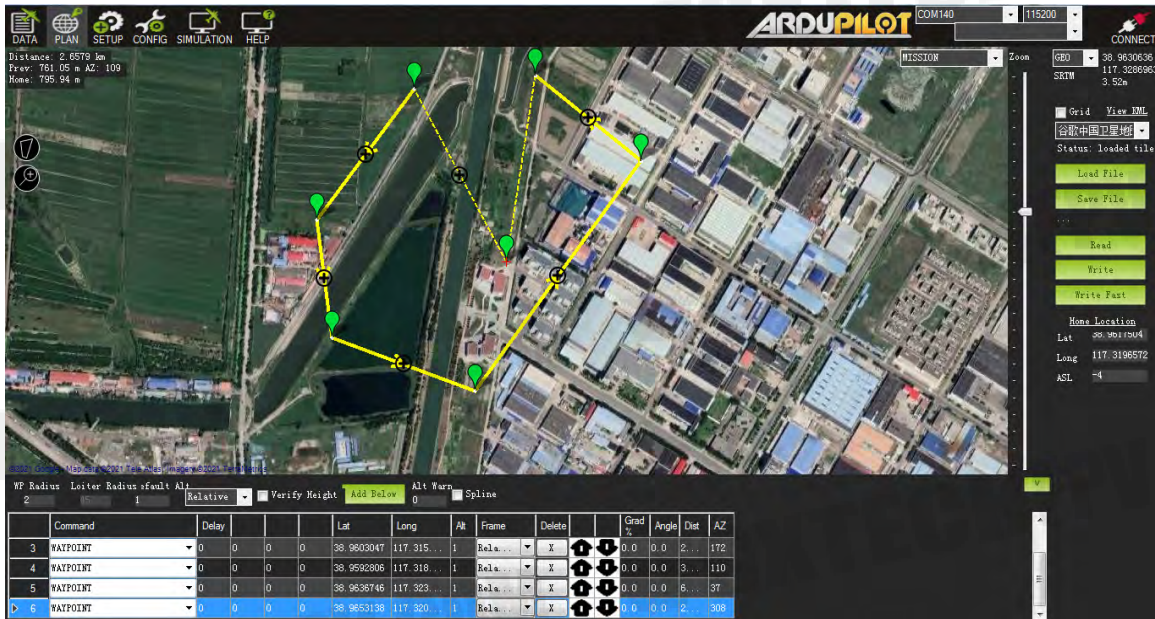 DATA PLAN SETUP CONFIG SIMULATION HELP
ARDUPILOT
COM140 115200
CONNECT
Distance: 2.6579 km
Prev: 761.05 m AZ: 109
Home: 795.94 m
MISSION
Zoom
GEO 38.9630636
117.3286963
SRTM 3.52m
Grid View KML
谷歌中国卫星地
Status: loaded tile
Load File
Save File
...
Read
Write
Write Fast
Home Location
Lat 38.9617504
Long 117.3196572
ASL -4
WP Radius Loiter Radius efault Alt Alt Warn
2 45 1 Relative Verify Height Add Below 0 Spline
Command Delay Lat Long Alt Frame Delete Grad % Angle Dist AZ
3 WAYPOINT 0 0 0 0 38.9603047 117.315... 1 Rela... X 0.0 0.0 2... 172
4 WAYPOINT 0 0 0 0 38.9592806 117.318... 1 Rela... X 0.0 0.0 3... 110
5 WAYPOINT 0 0 0 0 38.9636746 117.323... 1 Rela... X 0.0 0.0 6... 37
6 WAYPOINT 0 0 0 0 38.9653138 117.320... 1 Rela... X 0.0 0.0 2... 308